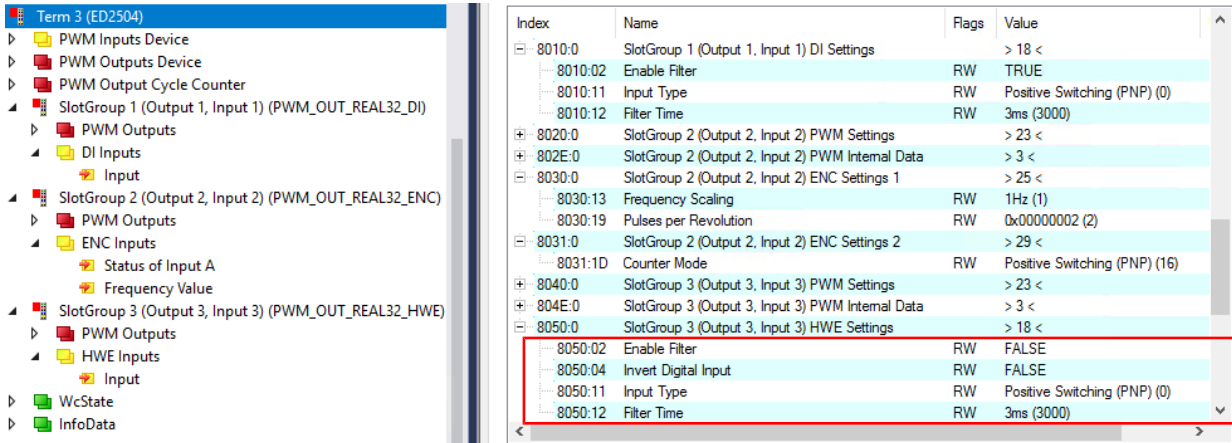 Term 3 (ED2504)
PWM Inputs Device
PWM Outputs Device
PWM Output Cycle Counter
SlotGroup 1 (Output 1, Input 1) (PWM_OUT_REAL32_DI)
PWM Outputs
DI Inputs
Input
SlotGroup 2 (Output 2, Input 2) (PWM_OUT_REAL32_ENC)
PWM Outputs
ENC Inputs
Status of Input A
Frequency Value
SlotGroup 3 (Output 3, Input 3) (PWM_OUT_REAL32_HWE)
PWM Outputs
HWE Inputs
Input
WcState
InfoData
Index Name Flags Value
8010:0 SlotGroup 1 (Output 1, Input 1) DI Settings > 18 <
8010:02 Enable Filter RW TRUE
8010:11 Input Type RW Positive Switching (PNP) (0)
8010:12 Filter Time RW 3ms (3000)
8020:0 SlotGroup 2 (Output 2, Input 2) PWM Settings > 23 <
802E:0 SlotGroup 2 (Output 2, Input 2) PWM Internal Data > 3 <
8030:0 SlotGroup 2 (Output 2, Input 2) ENC Settings 1 > 25 <
8030:13 Frequency Scaling RW 1Hz (1)
8030:19 Pulses per Revolution RW 0x00000002 (2)
8031:0 SlotGroup 2 (Output 2, Input 2) ENC Settings 2 > 29 <
8031:1D Counter Mode RW Positive Switching (PNP) (16)
8040:0 SlotGroup 3 (Output 3, Input 3) PWM Settings > 23 <
804E:0 SlotGroup 3 (Output 3, Input 3) PWM Internal Data > 3 <
8050:0 SlotGroup 3 (Output 3, Input 3) HWE Settings > 18 <
8050:02 Enable Filter RW FALSE
8050:04 Invert Digital Input RW FALSE
8050:11 Input Type RW Positive Switching (PNP) (0)
8050:12 Filter Time RW 3ms (3000)